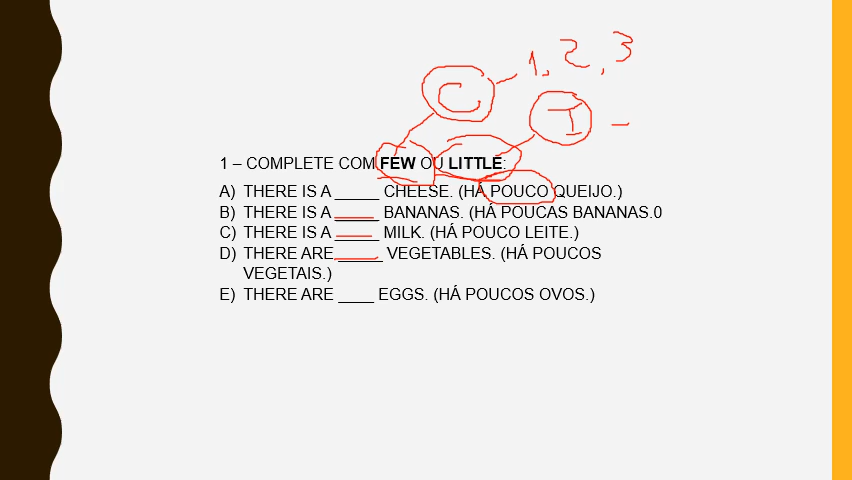 1, 2, 3
C
I -
1 – COMPLETE COM FEW OU LITTLE:
A) THERE IS A _____ CHEESE. (HÁ POUCO QUEIJO.)
B) THERE IS A _____ BANANAS. (HÁ POUCAS BANANAS.0
C) THERE IS A _____ MILK. (HÁ POUCO LEITE.)
D) THERE ARE _____ VEGETABLES. (HÁ POUCOS
VEGETAIS.)
E) THERE ARE ____ EGGS. (HÁ POUCOS OVOS.)